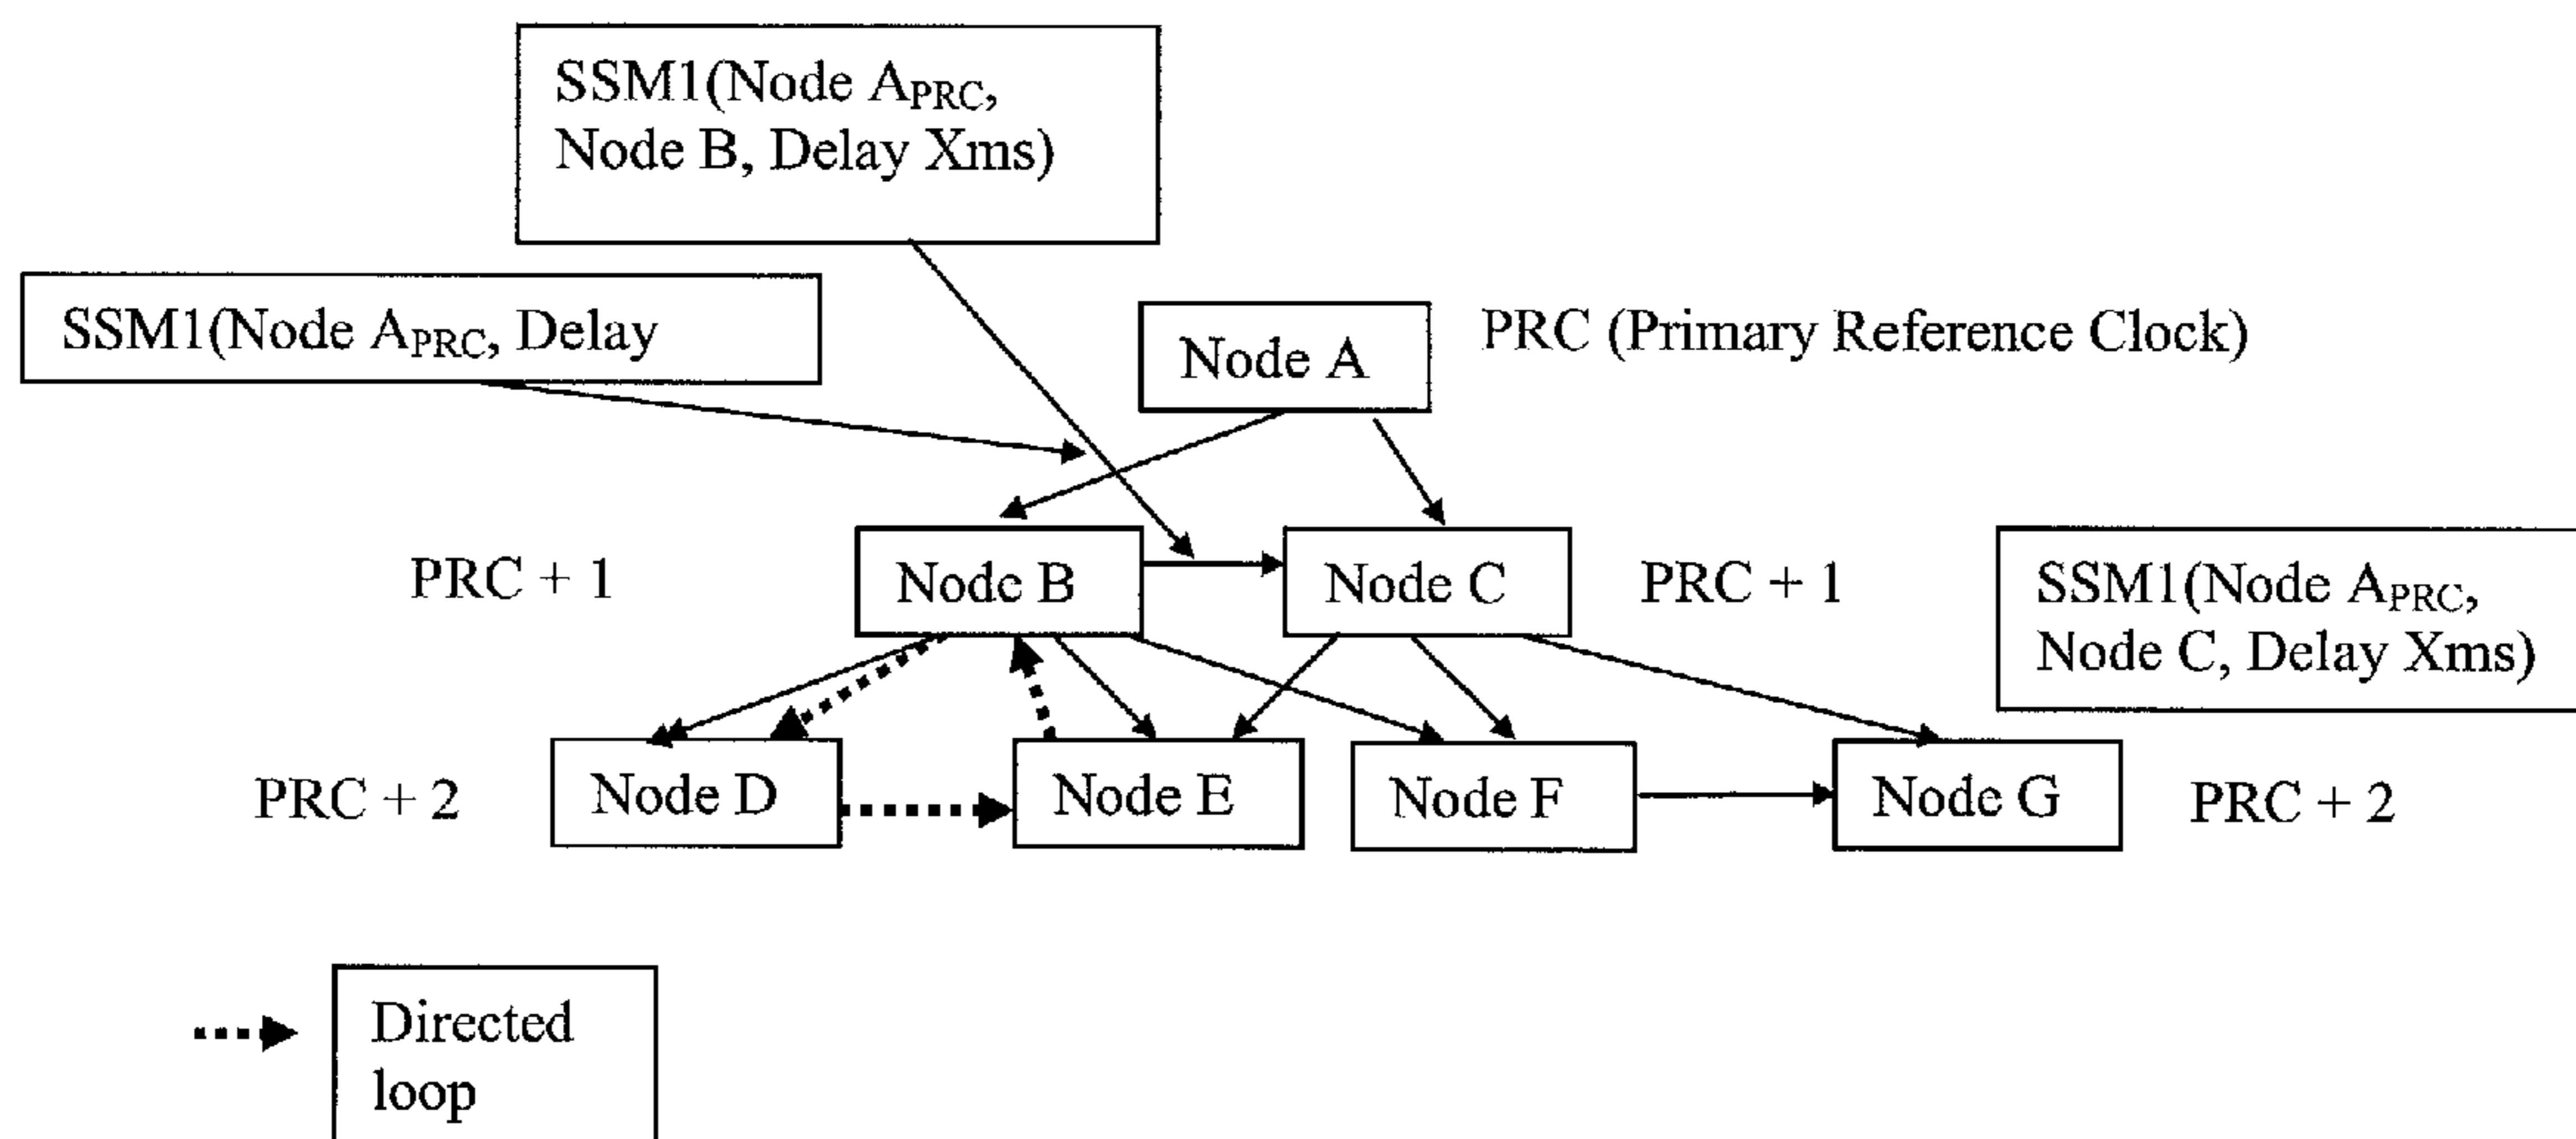 SSM1(Node APRC,
Node B, Delay Xms)
SSM1(Node APRC, Delay
Node A
PRC (Primary Reference Clock)
PRC + 1
Node B
Node C
PRC + 1
SSM1(Node APRC,
Node C, Delay Xms)
PRC + 2
Node D
Node E
Node F
Node G
PRC + 2
Directed
loop